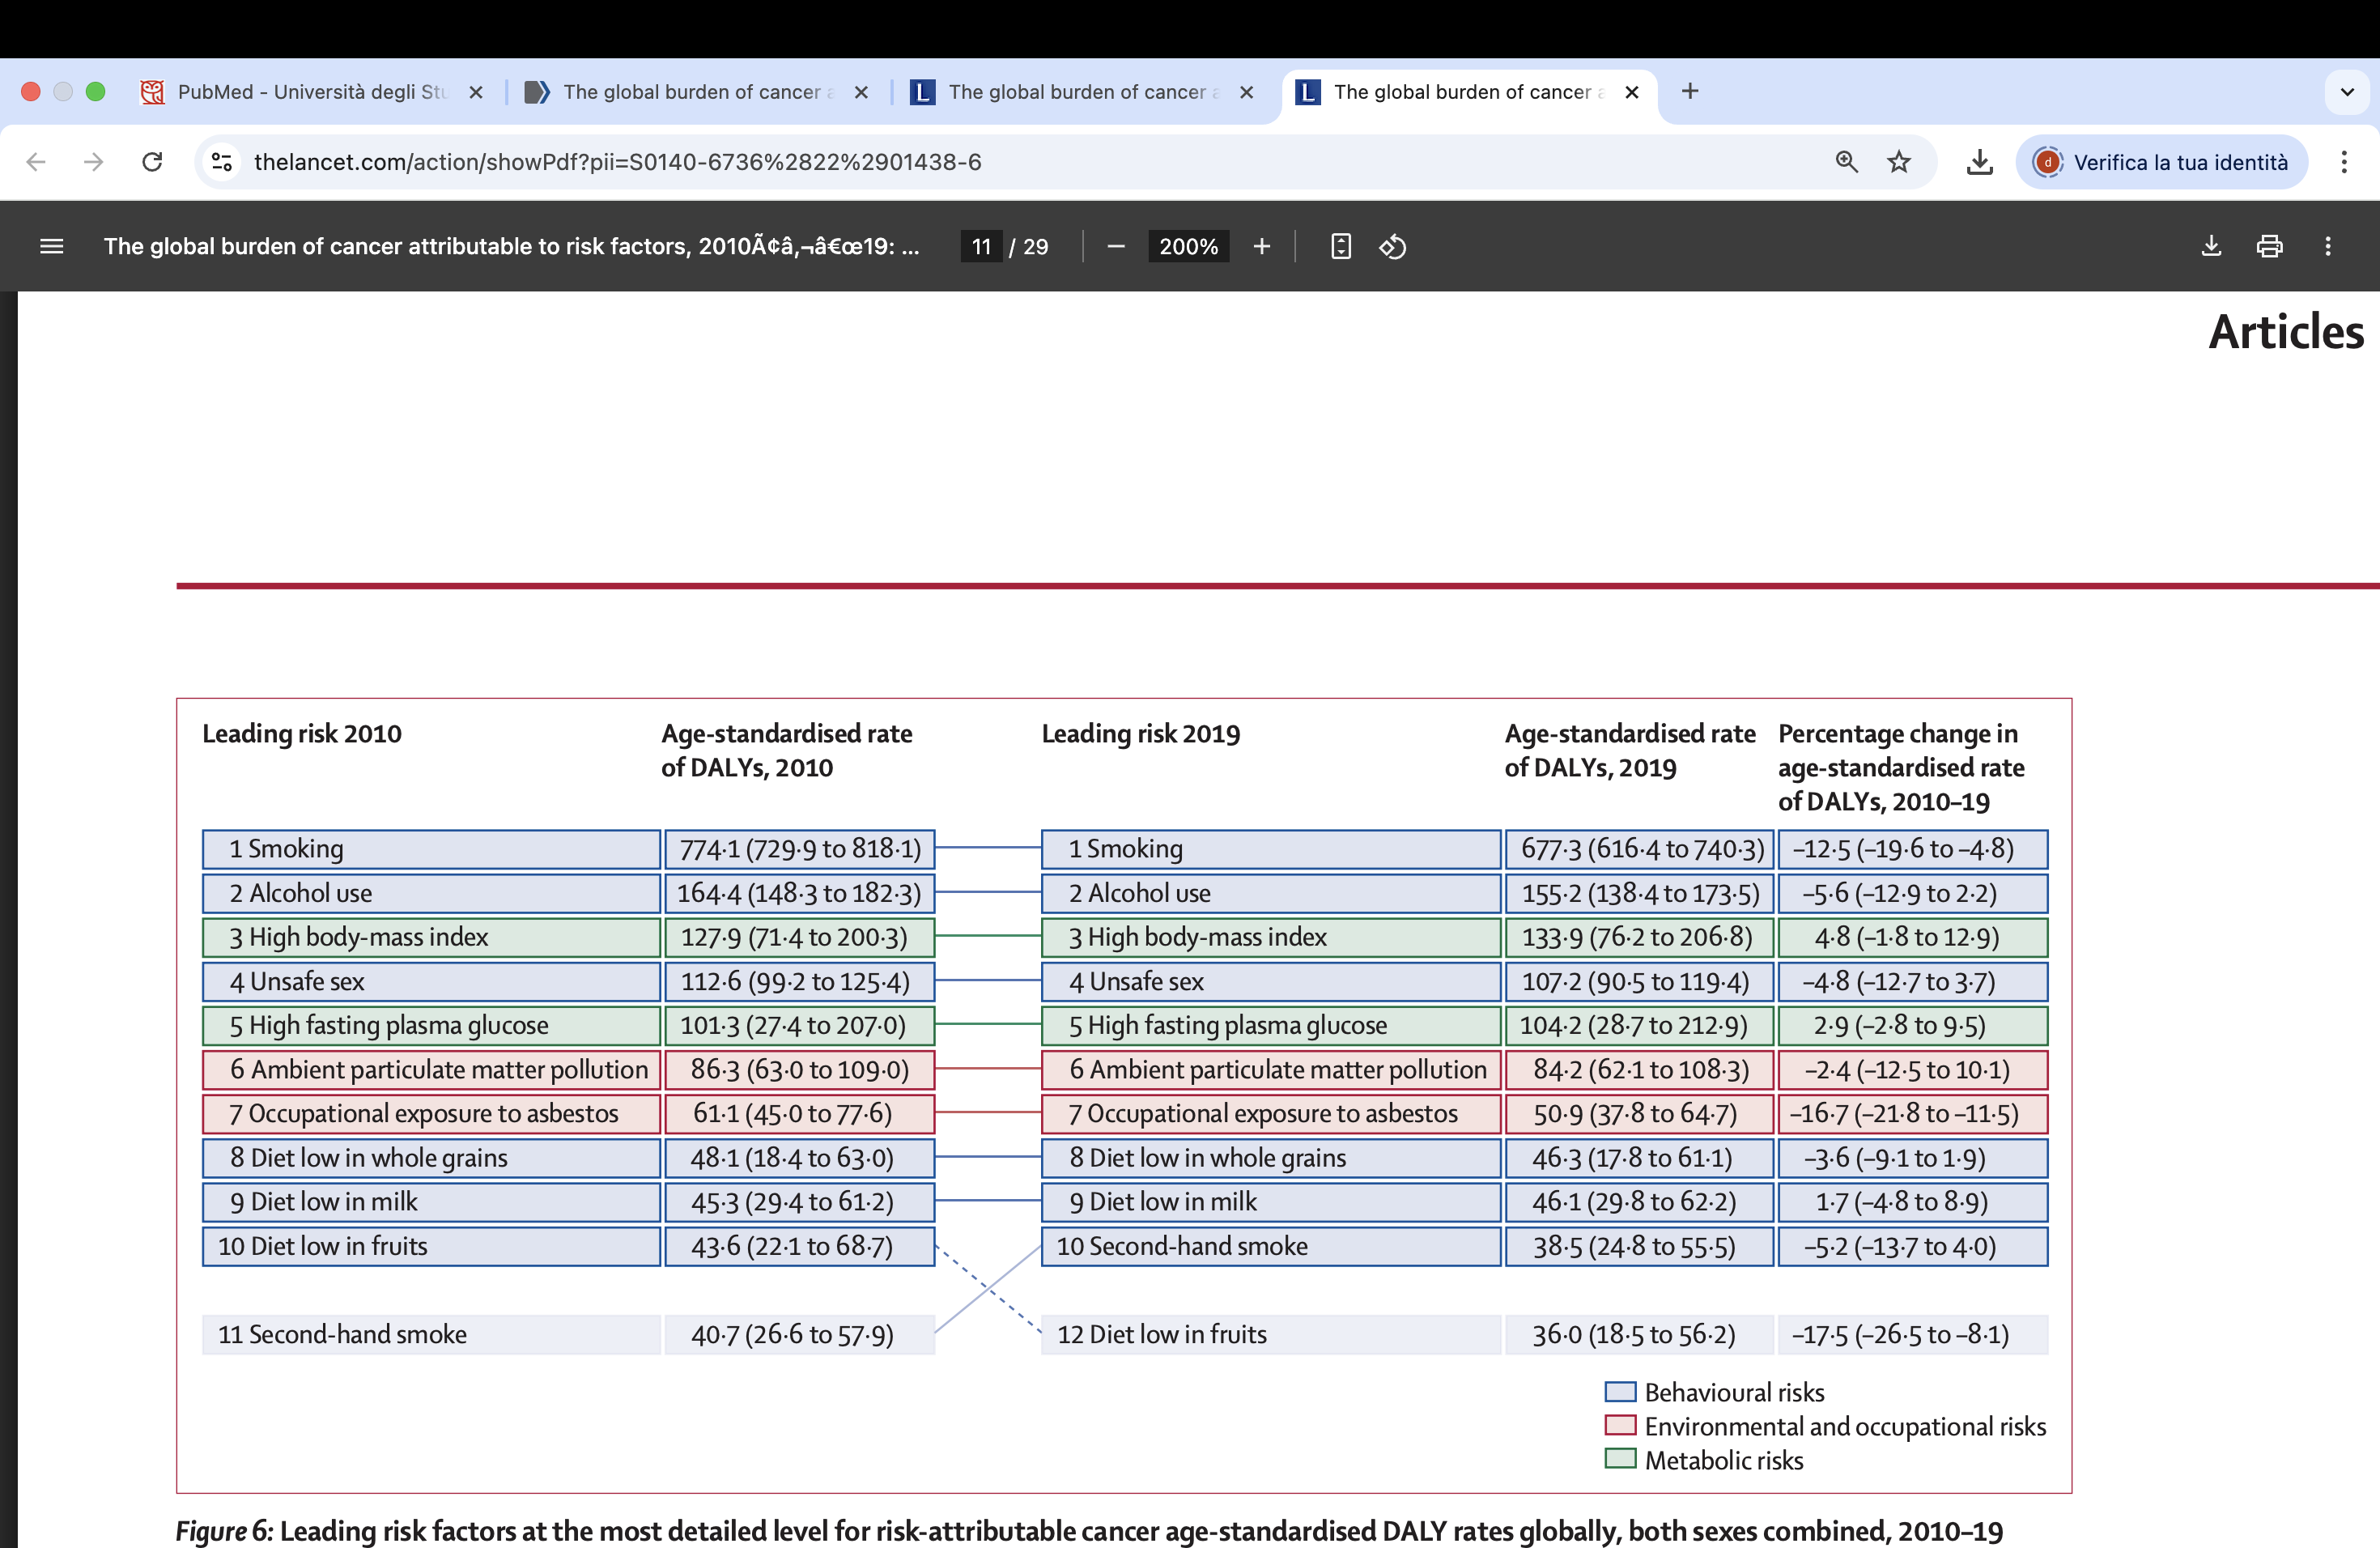 PubMed - Università degli Stu
The global burden of cancer a
The global burden of cancer a
The global burden of cancer a
thelancet.com/action/showPdf?pii=S0140-6736%2822%2901438-6
d Verifica la tua identità
The global burden of cancer attributable to risk factors, 2010Ã¢â‚¬â€œ19: ... 11 / 29 200%
Articles
Leading risk 2010
Age-standardised rate
of DALYs, 2010
Leading risk 2019
Age-standardised rate
of DALYs, 2019
Percentage change in
age-standardised rate
of DALYs, 2010–19
1 Smoking 774·1 (729·9 to 818·1) 1 Smoking 677·3 (616·4 to 740·3) –12·5 (–19·6 to –4·8)
2 Alcohol use 164·4 (148·3 to 182·3) 2 Alcohol use 155·2 (138·4 to 173·5) –5·6 (–12·9 to 2·2)
3 High body-mass index 127·9 (71·4 to 200·3) 3 High body-mass index 133·9 (76·2 to 206·8) 4·8 (–1·8 to 12·9)
4 Unsafe sex 112·6 (99·2 to 125·4) 4 Unsafe sex 107·2 (90·5 to 119·4) –4·8 (–12·7 to 3·7)
5 High fasting plasma glucose 101·3 (27·4 to 207·0) 5 High fasting plasma glucose 104·2 (28·7 to 212·9) 2·9 (–2·8 to 9·5)
6 Ambient particulate matter pollution 86·3 (63·0 to 109·0) 6 Ambient particulate matter pollution 84·2 (62·1 to 108·3) –2·4 (–12·5 to 10·1)
7 Occupational exposure to asbestos 61·1 (45·0 to 77·6) 7 Occupational exposure to asbestos 50·9 (37·8 to 64·7) –16·7 (–21·8 to –11·5)
8 Diet low in whole grains 48·1 (18·4 to 63·0) 8 Diet low in whole grains 46·3 (17·8 to 61·1) –3·6 (–9·1 to 1·9)
9 Diet low in milk 45·3 (29·4 to 61·2) 9 Diet low in milk 46·1 (29·8 to 62·2) 1·7 (–4·8 to 8·9)
10 Diet low in fruits 43·6 (22·1 to 68·7) 10 Second-hand smoke 38·5 (24·8 to 55·5) –5·2 (–13·7 to 4·0)
11 Second-hand smoke 40·7 (26·6 to 57·9) 12 Diet low in fruits 36·0 (18·5 to 56·2) –17·5 (–26·5 to –8·1)
Behavioural risks
Environmental and occupational risks
Metabolic risks
Figure 6: Leading risk factors at the most detailed level for risk-attributable cancer age-standardised DALY rates globally, both sexes combined, 2010–19